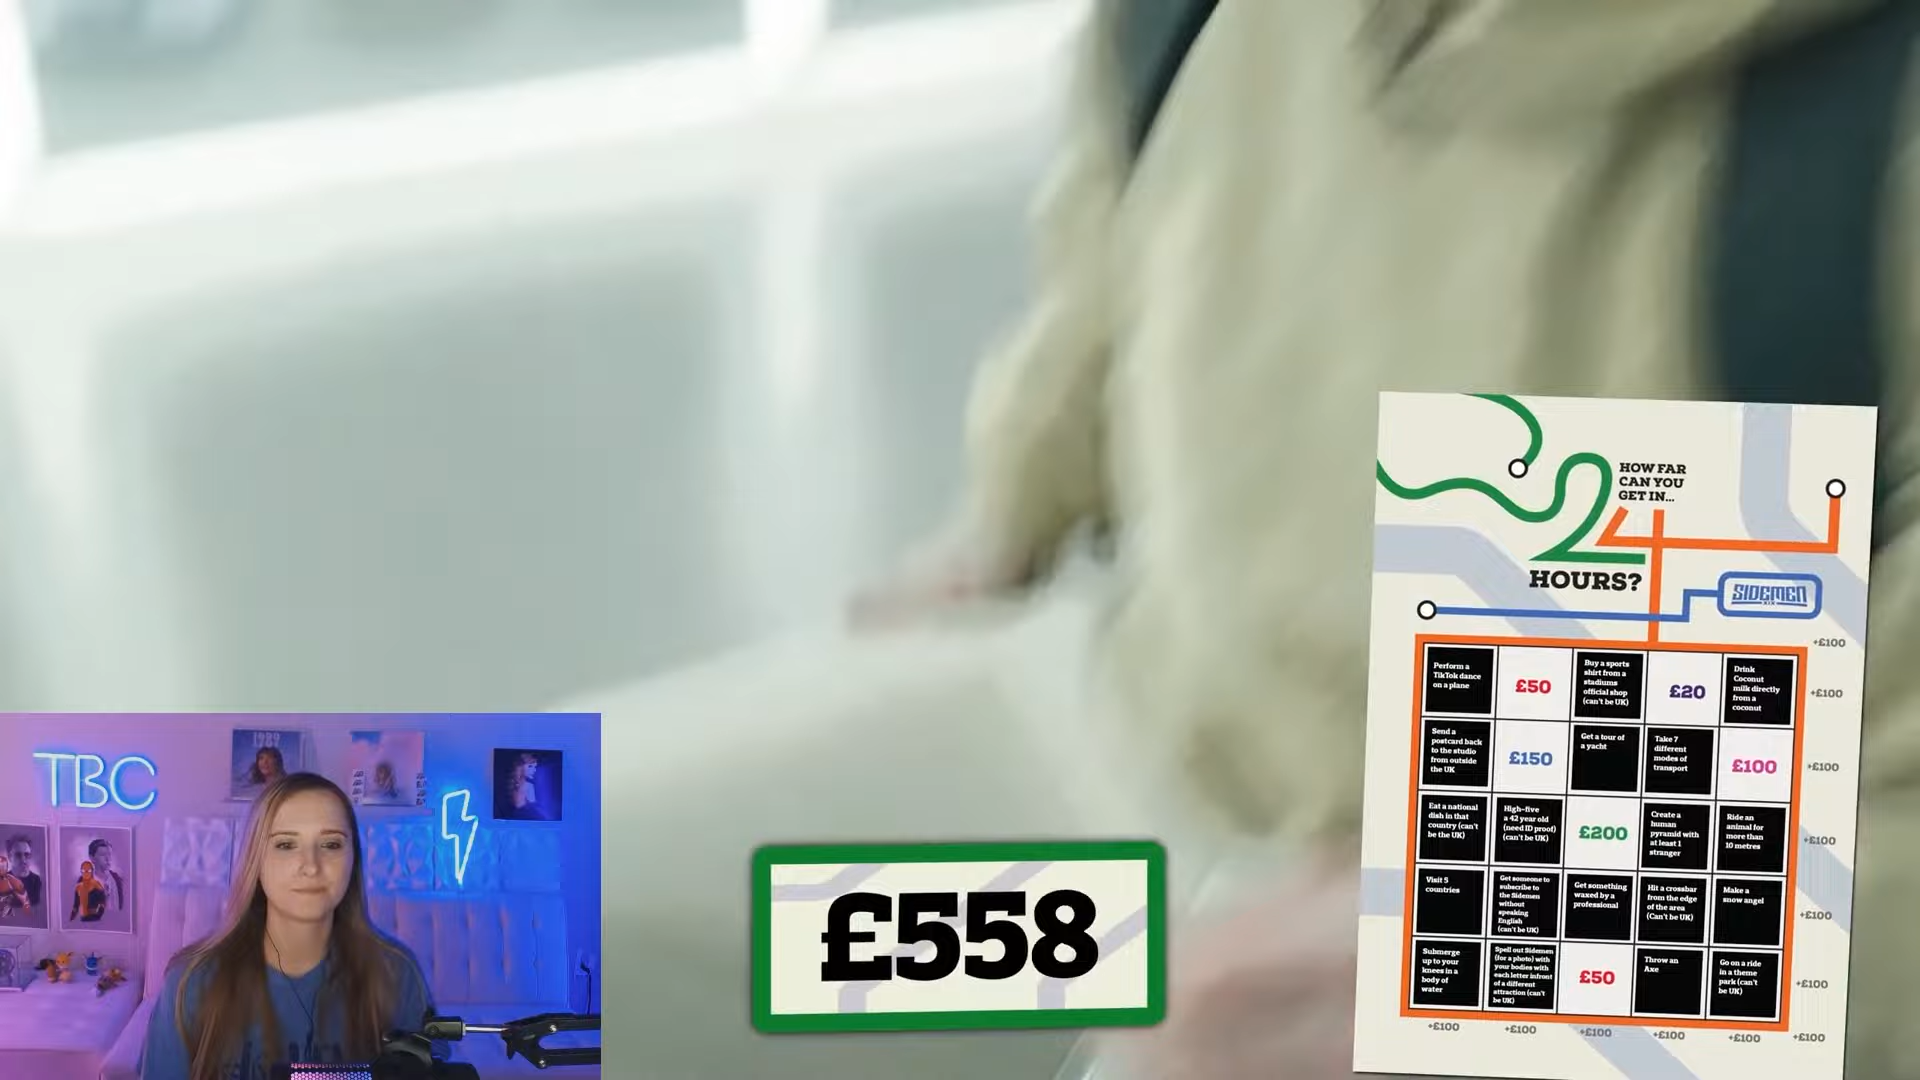 HOW FAR
CAN YOU
GET IN...
24
HOURS?
SIDEMEN
+£100
Perform a
TikTok dance
on a plane
£50
Buy a sports
shirt from a
stadiums
official shop
(can't be UK)
£20
Drink
Coconut
milk directly
from a
coconut
+£100
Send a
postcard back
to the studio
from outside
the UK
£150
Get a tour of
a yacht
Take 7
different
modes of
transport
£100
+£100
Eat a national
dish in that
country (can't
be the UK)
High-five
a 42 year old
(need ID proof)
(can't be UK)
£200
Create a
human
pyramid with
at least 1
stranger
Ride an
animal for
more than
10 metres
+£100
Visit 5
countries
Get someone to
subscribe to
the Sidemen
without
speaking
English
(can't be UK)
Get something
waxed by a
professional
Hit a crossbar
from the edge
of the area
(Can't be UK)
Make a
snow angel
+£100
Submerge
up to your
knees in a
body of
water
Spell out Sidemen
(for a photo) with
your bodies with
each letter infront
of a different
attraction (can't
be UK)
£50
Throw an
Axe
Go on a ride
in a theme
park (can't
be UK)
+£100
+£100
+£100
+£100
+£100
+£100
+£100
£558
TBC
1989